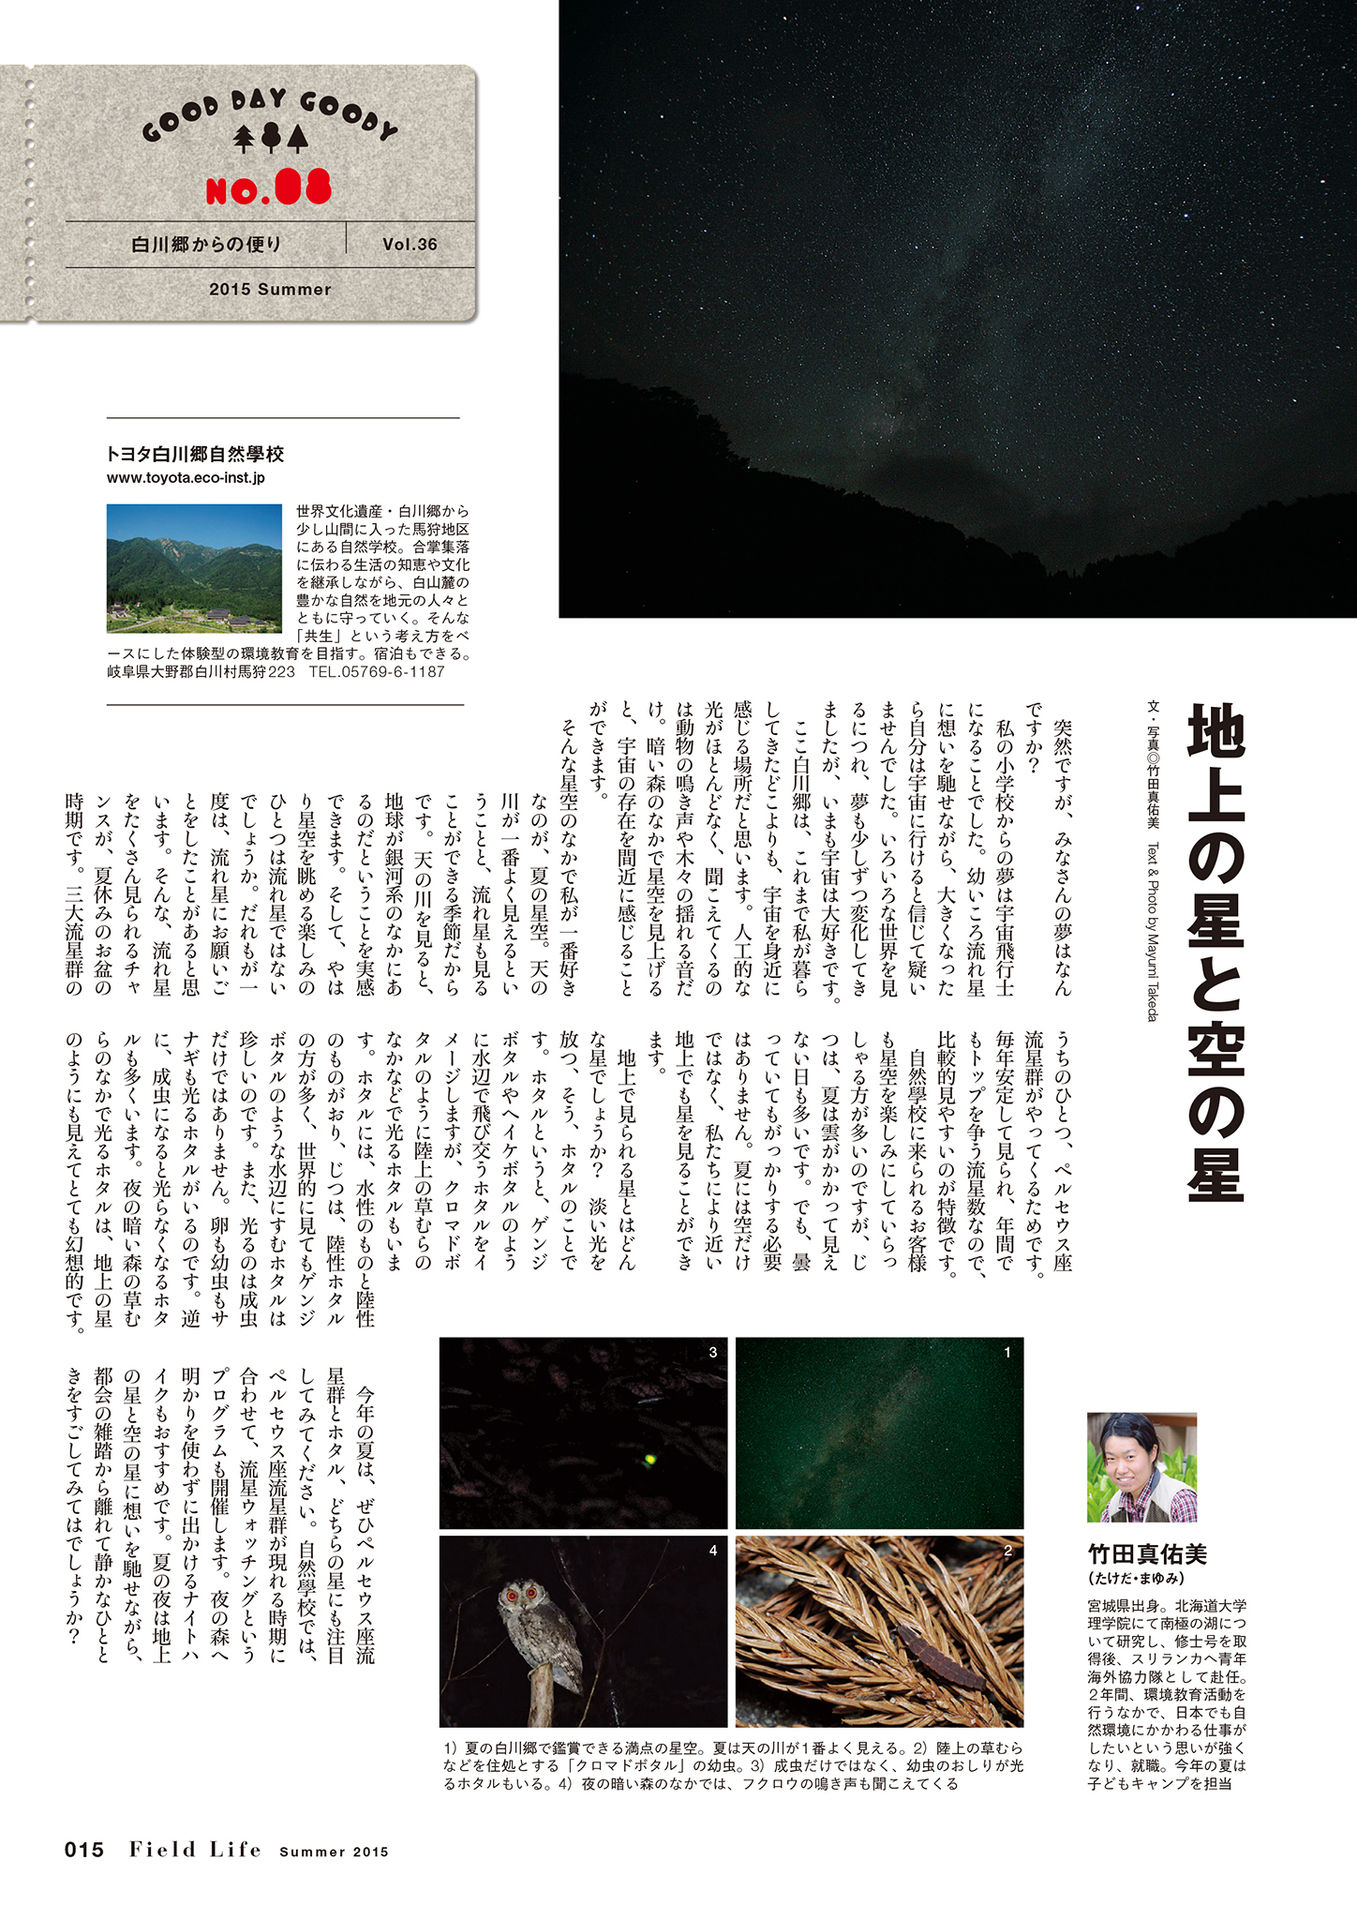 GOOD DAY GOODY
NO.08
白川郷からの便り
Vol.36
2015 Summer
トヨタ白川郷自然學校
www.toyota.eco-inst.jp
世界文化遺産・白川郷から
少し山間に入った馬狩地区
にある自然学校。合掌集落
に伝わる生活の知恵や文化
を継承しながら、白山麓の
豊かな自然を地元の人々と
ともに守っていく。そんな
「共生」という考え方をベ
ースにした体験型の環境教育を目指す。宿泊もできる。
岐阜県大野郡白川村馬狩223 TEL.05769-6-1187
地上の星と空の星
文・写真◎竹田真佑美 Text & Photo by Mayumi Takeda
突然ですが、みなさんの夢はなん
ですか？
私の小学校からの夢は宇宙飛行士
になることでした。幼いころ流れ星
に想いを馳せながら、大きくなった
ら自分は宇宙に行けると信じて疑い
ませんでした。いろいろな世界を見
るにつれ、夢も少しずつ変化してき
ましたが、いまも宇宙は大好きです。
ここ白川郷は、これまで私が暮ら
してきたどこよりも、宇宙を身近に
感じる場所だと思います。人工的な
光がほとんどなく、聞こえてくるの
は動物の鳴き声や木々の揺れる音だ
け。暗い森のなかで星空を見上げる
と、宇宙の存在を間近に感じること
ができます。
そんな星空のなかで私が一番好き
なのが、夏の星空。天の
川が一番よく見えるとい
うことと、流れ星も見る
ことができる季節だから
です。天の川を見ると、
地球が銀河系のなかにあ
るのだということを実感
できます。そして、やは
り星空を眺める楽しみの
ひとつは流れ星ではない
でしょうか。だれもが一
度は、流れ星にお願いご
とをしたことがあると思
います。そんな、流れ星
をたくさん見られるチャ
ンスが、夏休みのお盆の
時期です。三大流星群の
うちのひとつ、ペルセウス座
流星群がやってくるためです。
毎年安定して見られ、年間で
もトップを争う流星数なので、
比較的見やすいのが特徴です。
自然學校に来られるお客様
も星空を楽しみにしていらっ
しゃる方が多いのですが、じ
つは、夏は雲がかかって見え
ない日も多いです。でも、曇
っていてもがっかりする必要
はありません。夏には空だけ
ではなく、私たちにより近い
地上でも星を見ることができ
ます。
地上で見られる星とはどん
な星でしょうか？ 淡い光を
放つ、そう、ホタルのことで
す。ホタルというと、ゲンジ
ボタルやヘイケボタルのよう
に水辺で飛び交うホタルをイ
メージしますが、クロマドボ
タルのように陸上の草むらの
なかなどで光るホタルもいま
す。ホタルには、水性のものと陸性
のものがおり、じつは、陸性ホタル
の方が多く、世界的に見てもゲンジ
ボタルのような水辺にすむホタルは
珍しいのです。また、光るのは成虫
だけではありません。卵も幼虫もサ
ナギも光るホタルがいるのです。逆
に、成虫になると光らなくなるホタ
ルも多くいます。夜の暗い森の草む
らのなかで光るホタルは、地上の星
のようにも見えてとても幻想的です。
今年の夏は、ぜひペルセウス座流
星群とホタル、どちらの星にも注目
してみてください。自然學校では、
ペルセウス座流星群が現れる時期に
合わせて、流星ウォッチングという
プログラムも開催します。夜の森へ
明かりを使わずに出かけるナイトハ
イクもおすすめです。夏の夜は地上
の星と空の星に想いを馳せながら、
都会の雑踏から離れて静かなひとと
きをすごしてみてはでしょうか？
1
2
3
4
1）夏の白川郷で鑑賞できる満点の星空。夏は天の川が1番よく見える。2）陸上の草むら
などを住処とする「クロマドボタル」の幼虫。3）成虫だけではなく、幼虫のおしりが光
るホタルもいる。4）夜の暗い森のなかでは、フクロウの鳴き声も聞こえてくる
竹田真佑美
（たけだ・まゆみ）
宮城県出身。北海道大学
理学院にて南極の湖につ
いて研究し、修士号を取
得後、スリランカへ青年
海外協力隊として赴任。
2年間、環境教育活動を
行うなかで、日本でも自
然環境にかかわる仕事が
したいという思いが強く
なり、就職。今年の夏は
子どもキャンプを担当
015 Field Life Summer 2015